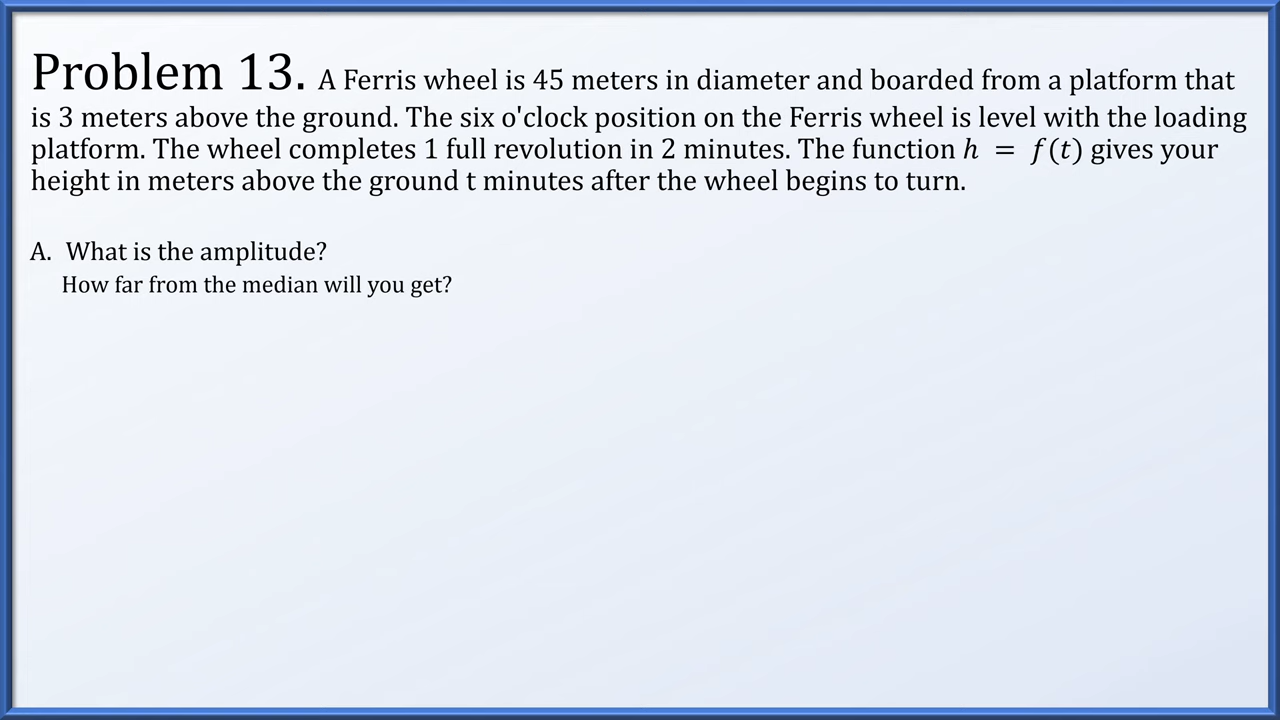 Problem 13. A Ferris wheel is 45 meters in diameter and boarded from a platform that
is 3 meters above the ground. The six o'clock position on the Ferris wheel is level with the loading
platform. The wheel completes 1 full revolution in 2 minutes. The function h = f(t) gives your
height in meters above the ground t minutes after the wheel begins to turn.
A. What is the amplitude?
How far from the median will you get?